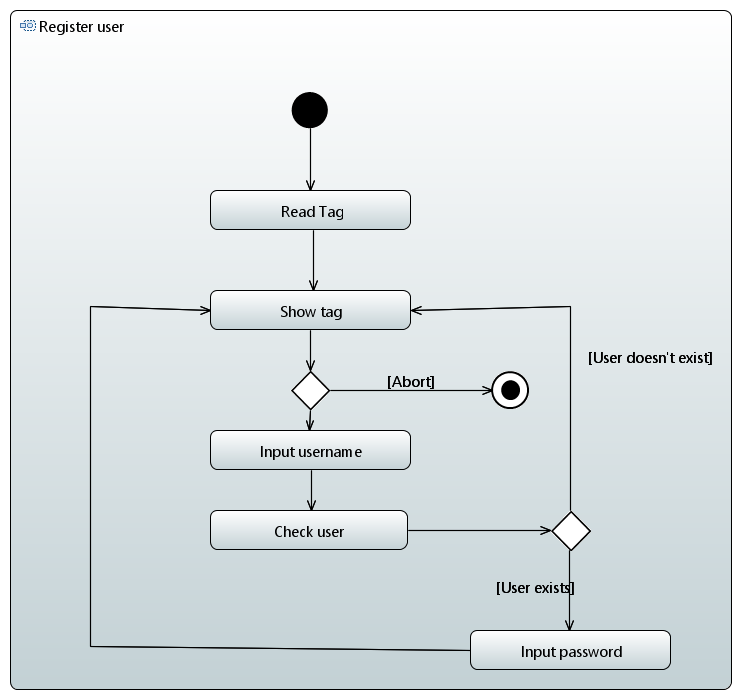 Register user
Read Tag
Show tag
[User doesn't exist]
[Abort]
Input username
Check user
[User exists]
Input password